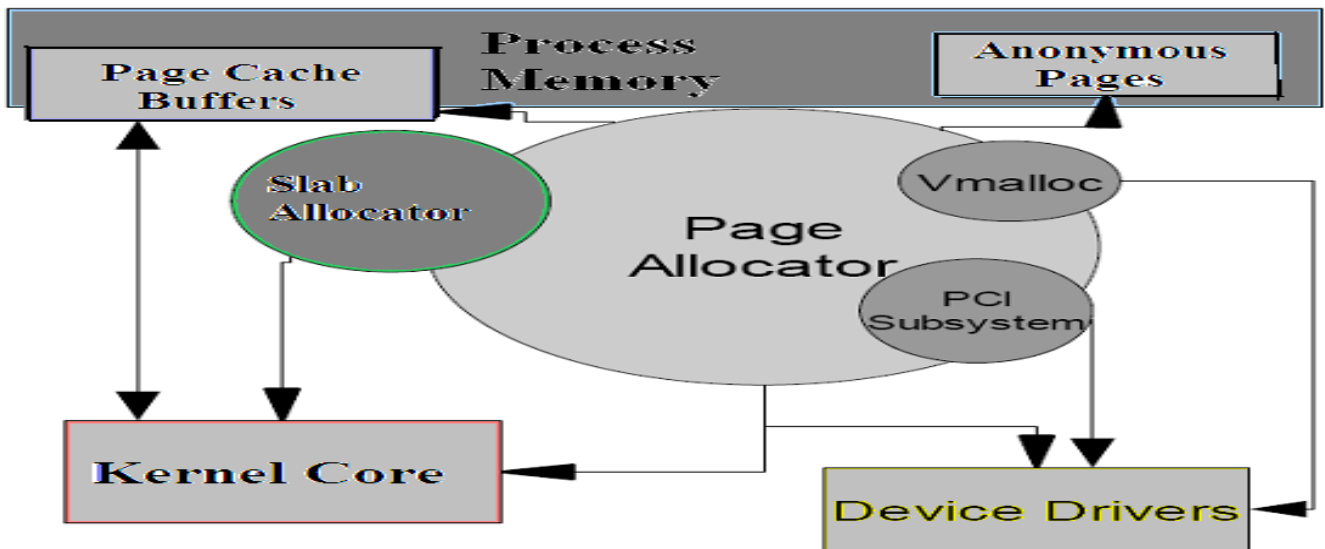 Process
Memory
Page Cache
Buffers
Anonymous
Pages
Slab
Allocator
Vmalloc
Page
Allocator
PCI
Subsystem
Kernel Core
Device Drivers